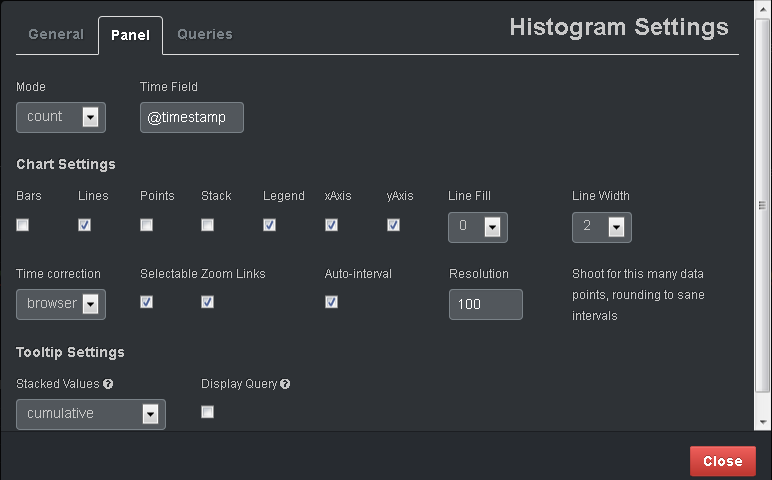 General Panel Queries Histogram Settings
Mode Time Field
count @timestamp
Chart Settings
Bars Lines Points Stack Legend xAxis yAxis Line Fill Line Width
0 2
Time correction Selectable Zoom Links Auto-interval Resolution Shoot for this many data
points, rounding to sane
intervals
browser 100
Tooltip Settings
Stacked Values Display Query
cumulative
Close